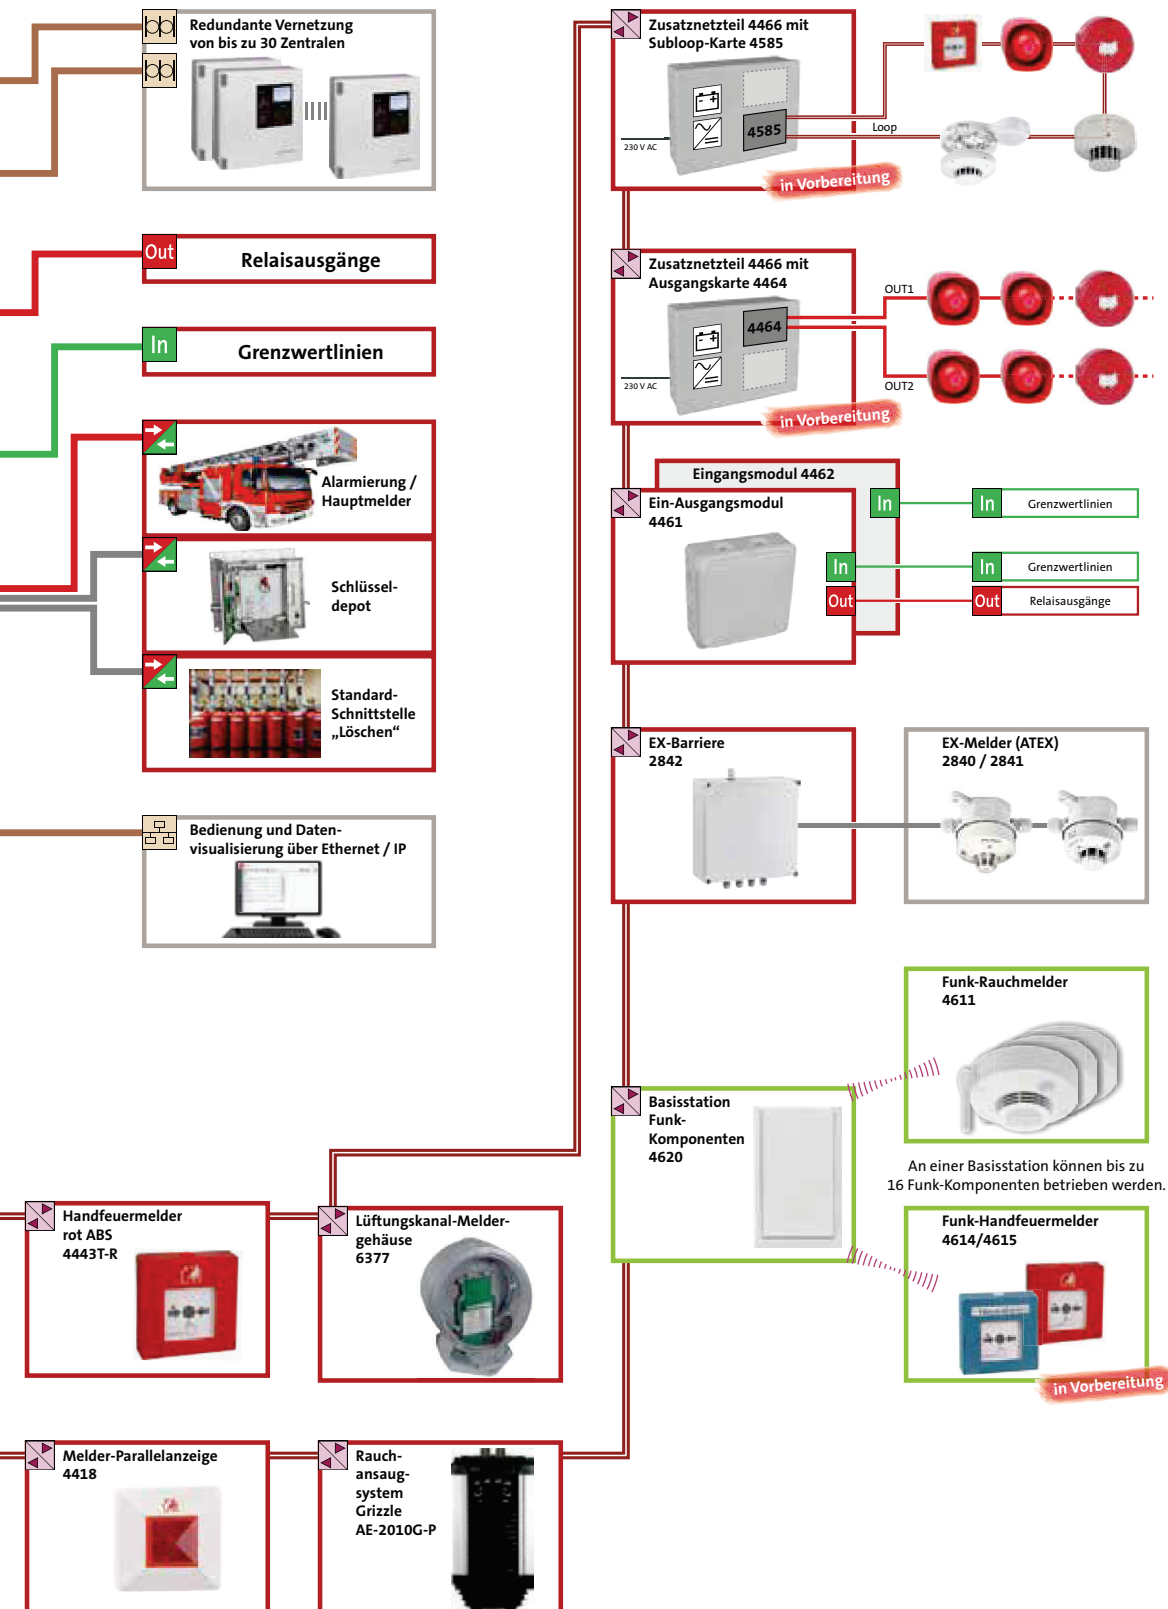 Redundante Vernetzung
von bis zu 30 Zentralen
Out
Relaisausgänge
In
Grenzwertlinien
Alarmierung /
Hauptmelder
Schlüssel-
depot
Standard-
Schnittstelle
„Löschen“
Bedienung und Daten-
visualisierung über Ethernet / IP
Zusatznetzteil 4466 mit
Subloop-Karte 4585
4585
230 V AC
Loop
in Vorbereitung
Zusatznetzteil 4466 mit
Ausgangskarte 4464
4464
230 V AC
OUT1
OUT2
in Vorbereitung
Eingangsmodul 4462
Ein-Ausgangsmodul
4461
In
In
Grenzwertlinien
In
In
Grenzwertlinien
Out
Out
Relaisausgänge
EX-Barriere
2842
EX-Melder (ATEX)
2840 / 2841
Funk-Rauchmelder
4611
Basisstation
Funk-
Komponenten
4620
An einer Basisstation können bis zu
16 Funk-Komponenten betrieben werden.
Funk-Handfeuermelder
4614/4615
in Vorbereitung
Handfeuermelder
rot ABS
4443T-R
Lüftungskanal-Melder-
gehäuse
6377
Melder-Parallelanzeige
4418
Rauch-
ansaug-
system
Grizzle
AE-2010G-P